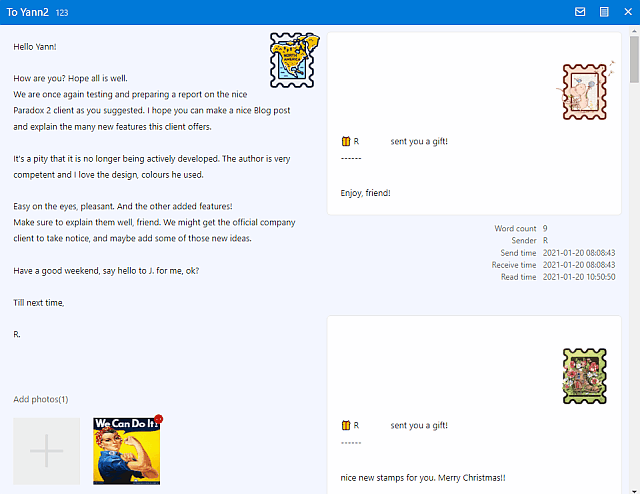 To Yann2 123
Hello Yann!
NORTH
AMERICA
How are you? Hope all is well.
We are once again testing and preparing a report on the nice
Paradox 2 client as you suggested. I hope you can make a nice Blog post
and explain the many new features this client offers.
It's a pity that it is no longer being actively developed. The author is very
competent and I love the design, colours he used.
Easy on the eyes, pleasant. And the other added features!
Make sure to explain them well, friend. We might get the official company
client to take notice, and maybe add some of those new ideas.
Have a good weekend, say hello to J. for me, ok?
Till next time,
R.
Add photos(1)
We Can Do It!
R sent you a gift!
------
Enjoy, friend!
Word count 9
Sender R
Send time 2021-01-20 08:08:43
Receive time 2021-01-20 08:08:43
Read time 2021-01-20 10:50:50
R sent you a gift!
------
nice new stamps for you. Merry Christmas!!